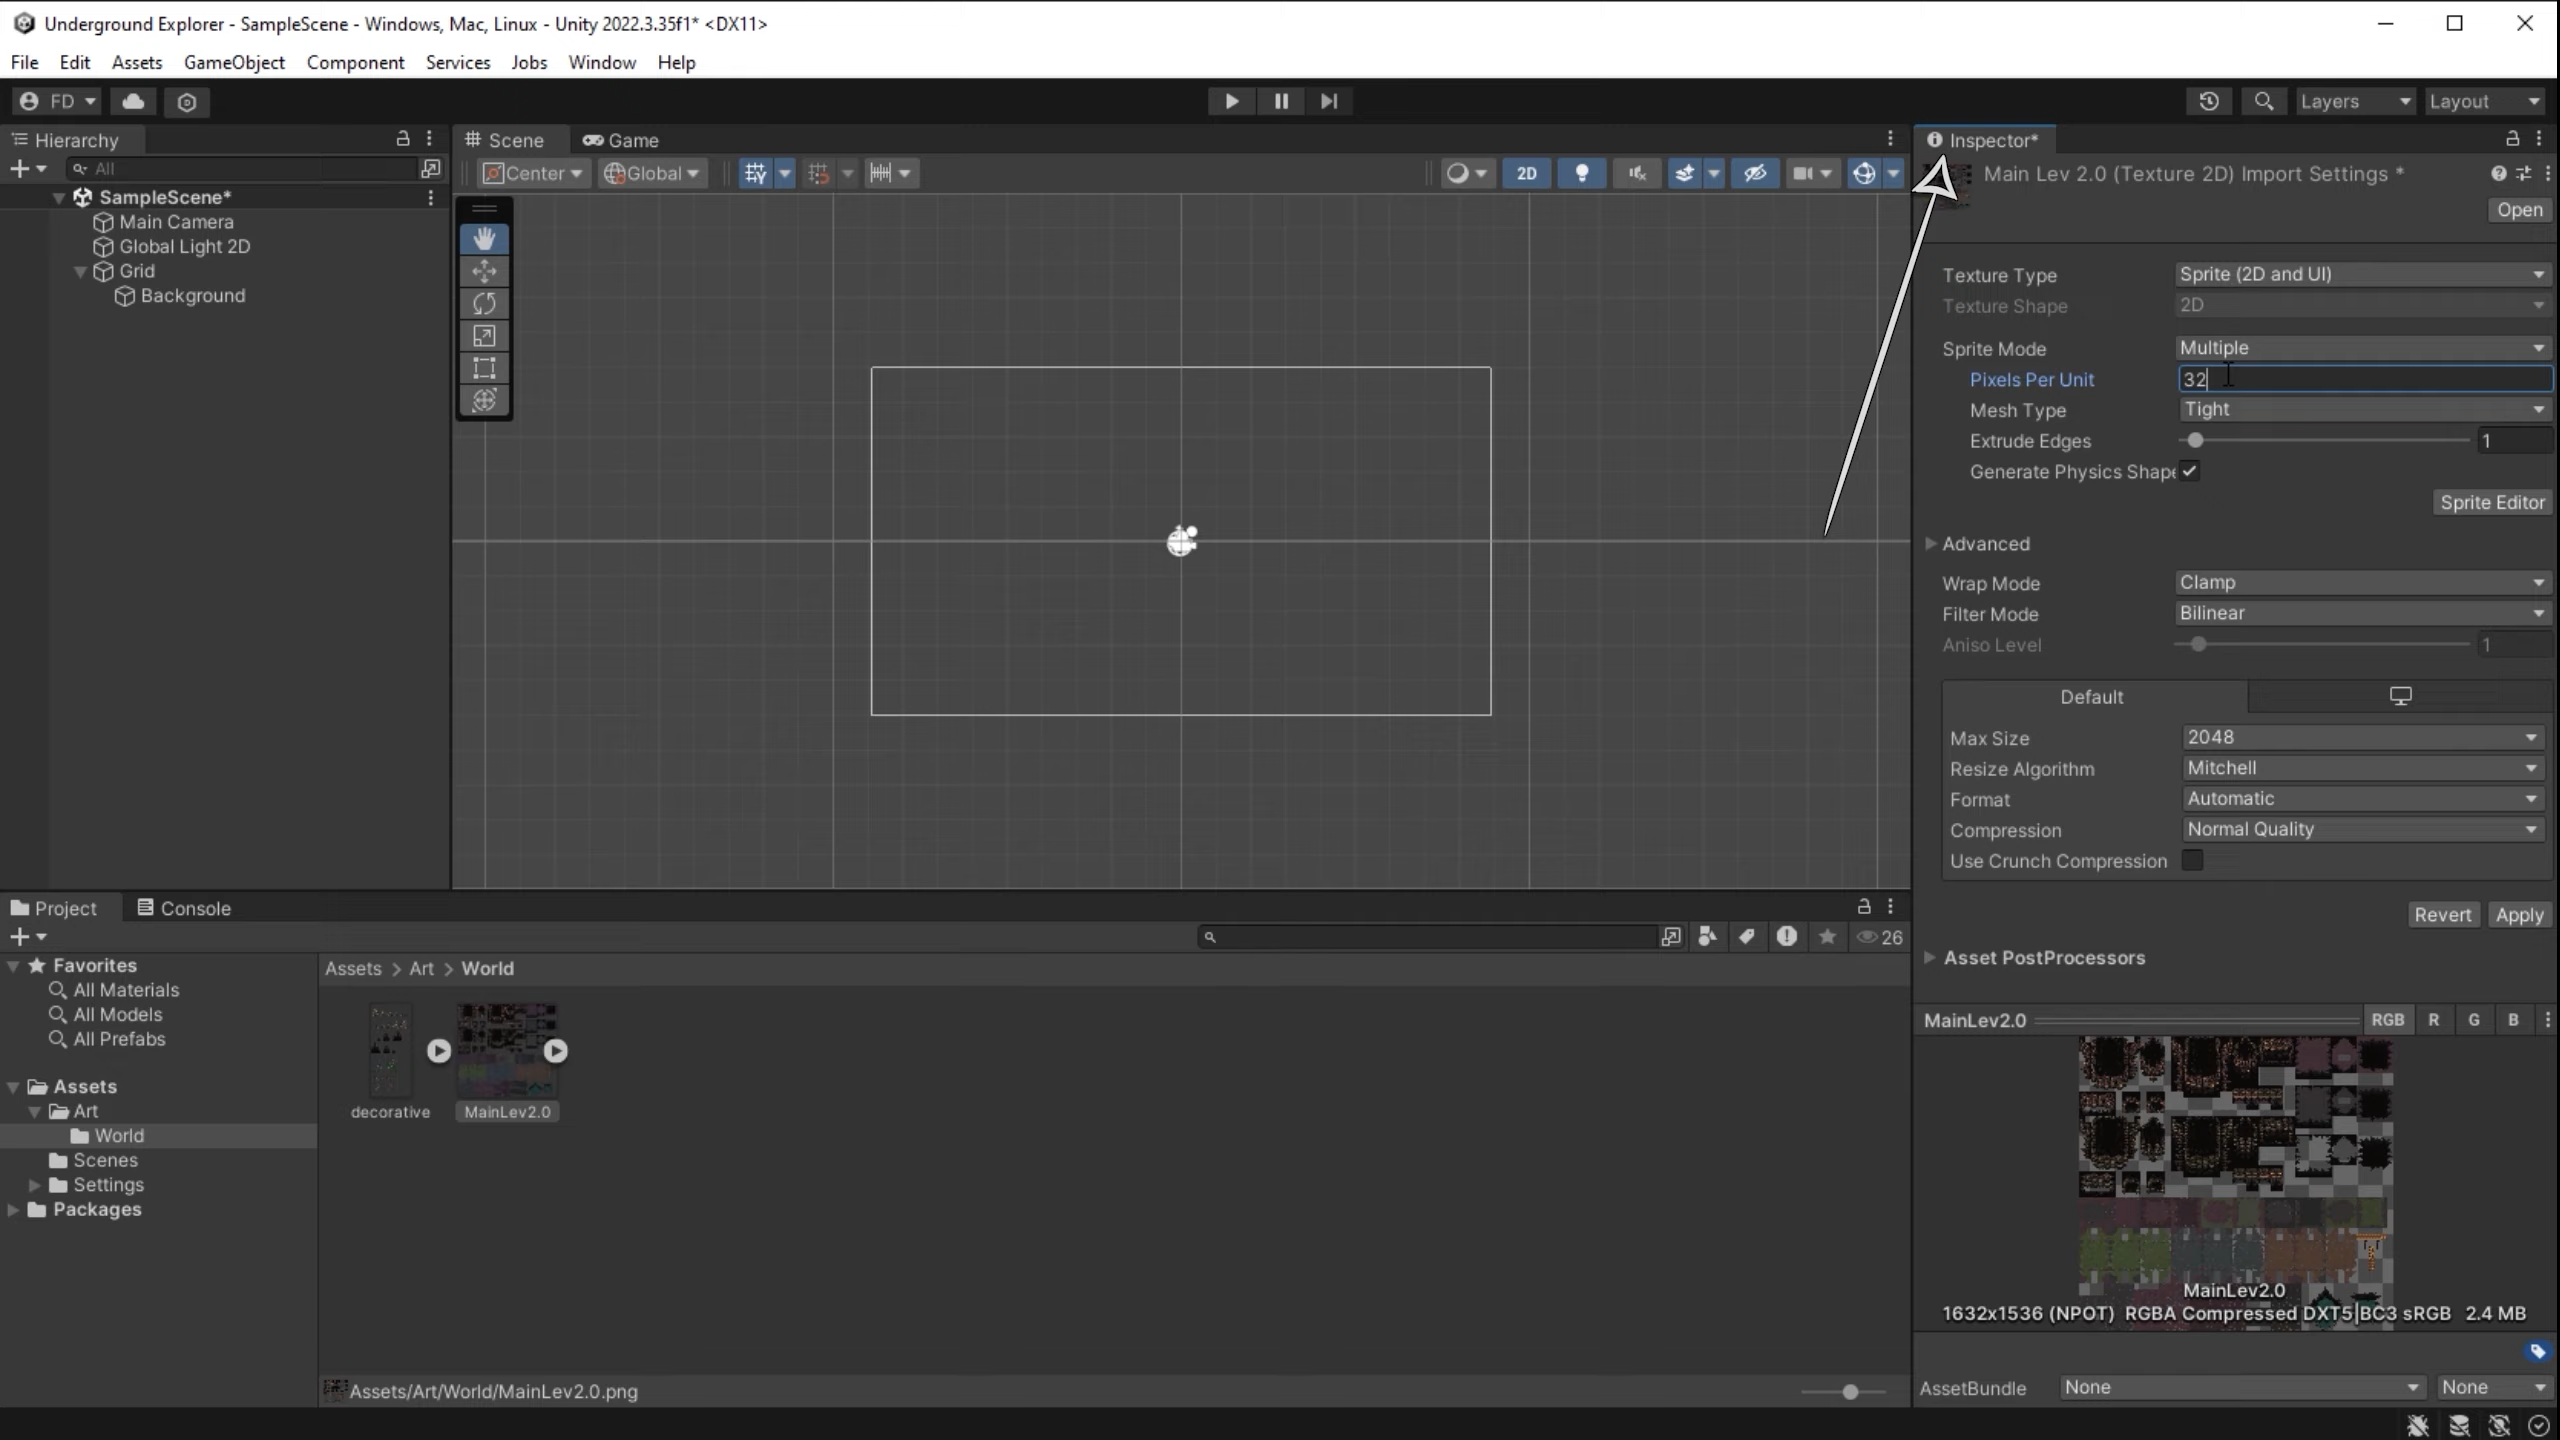 Underground Explorer - SampleScene - Windows, Mac, Linux - Unity 2022.3.35f1* <DX11>
File Edit Assets GameObject Component Services Jobs Window Help
FD Layers Layout
Hierarchy
All
SampleScene*
Main Camera
Global Light 2D
Grid
Background
Scene Game
Center Global 2D
Inspector*
Main Lev 2.0 (Texture 2D) Import Settings *
Open
Texture Type Sprite (2D and UI)
Texture Shape 2D
Sprite Mode Multiple
Pixels Per Unit 32
Mesh Type Tight
Extrude Edges 1
Generate Physics Shape
Sprite Editor
Advanced
Wrap Mode Clamp
Filter Mode Bilinear
Aniso Level 1
Default
Max Size 2048
Resize Algorithm Mitchell
Format Automatic
Compression Normal Quality
Use Crunch Compression
Revert Apply
Asset PostProcessors
MainLev2.0 RGB R G B
MainLev2.0
1632x1536 (NPOT) RGBA Compressed DXT5|BC3 sRGB 2.4 MB
AssetBundle None None
Project Console
26
Favorites
All Materials
All Models
All Prefabs
Assets
Art
World
Scenes
Settings
Packages
Assets > Art > World
decorative MainLev2.0
Assets/Art/World/MainLev2.0.png